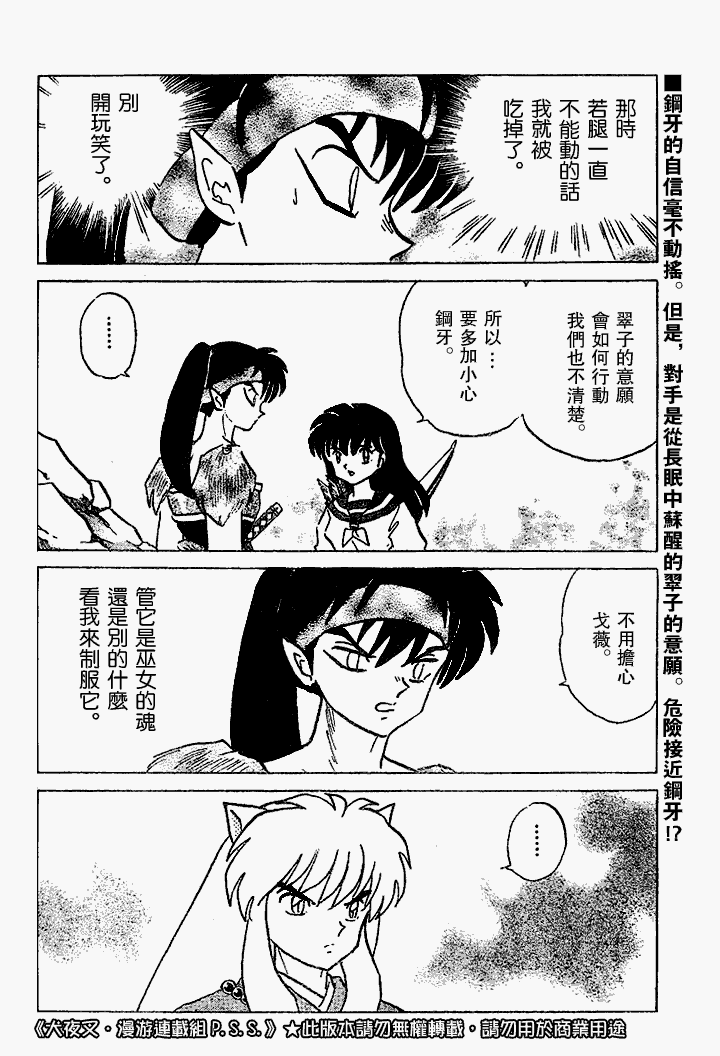 ■鋼牙的自信毫不動搖。但是，對手是從長眠中蘇醒的翠子的意願。危險接近鋼牙!?
那時
若腿一直
不能動的話
我就被
吃掉了。
別
開玩笑了。
翠子的意願
會如何行動
我們也不清楚。
所以…
要多加小心
鋼牙。
……
不用擔心
戈薇。
管它是巫女的魂
還是別的什麼
看我來制服它。
……
《犬夜叉·漫游連載組P.S.S.》★此版本請勿無權轉載，請勿用於商業用途